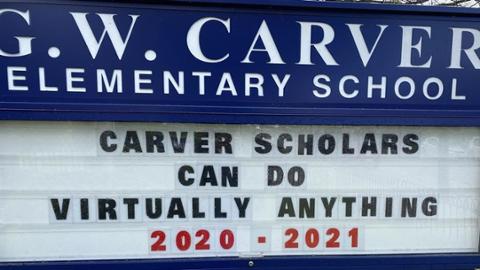 G.W. CARVER
ELEMENTARY SCHOOL
CARVER SCHOLARS
CAN DO
VIRTUALLY ANYTHING
2020 - 2021